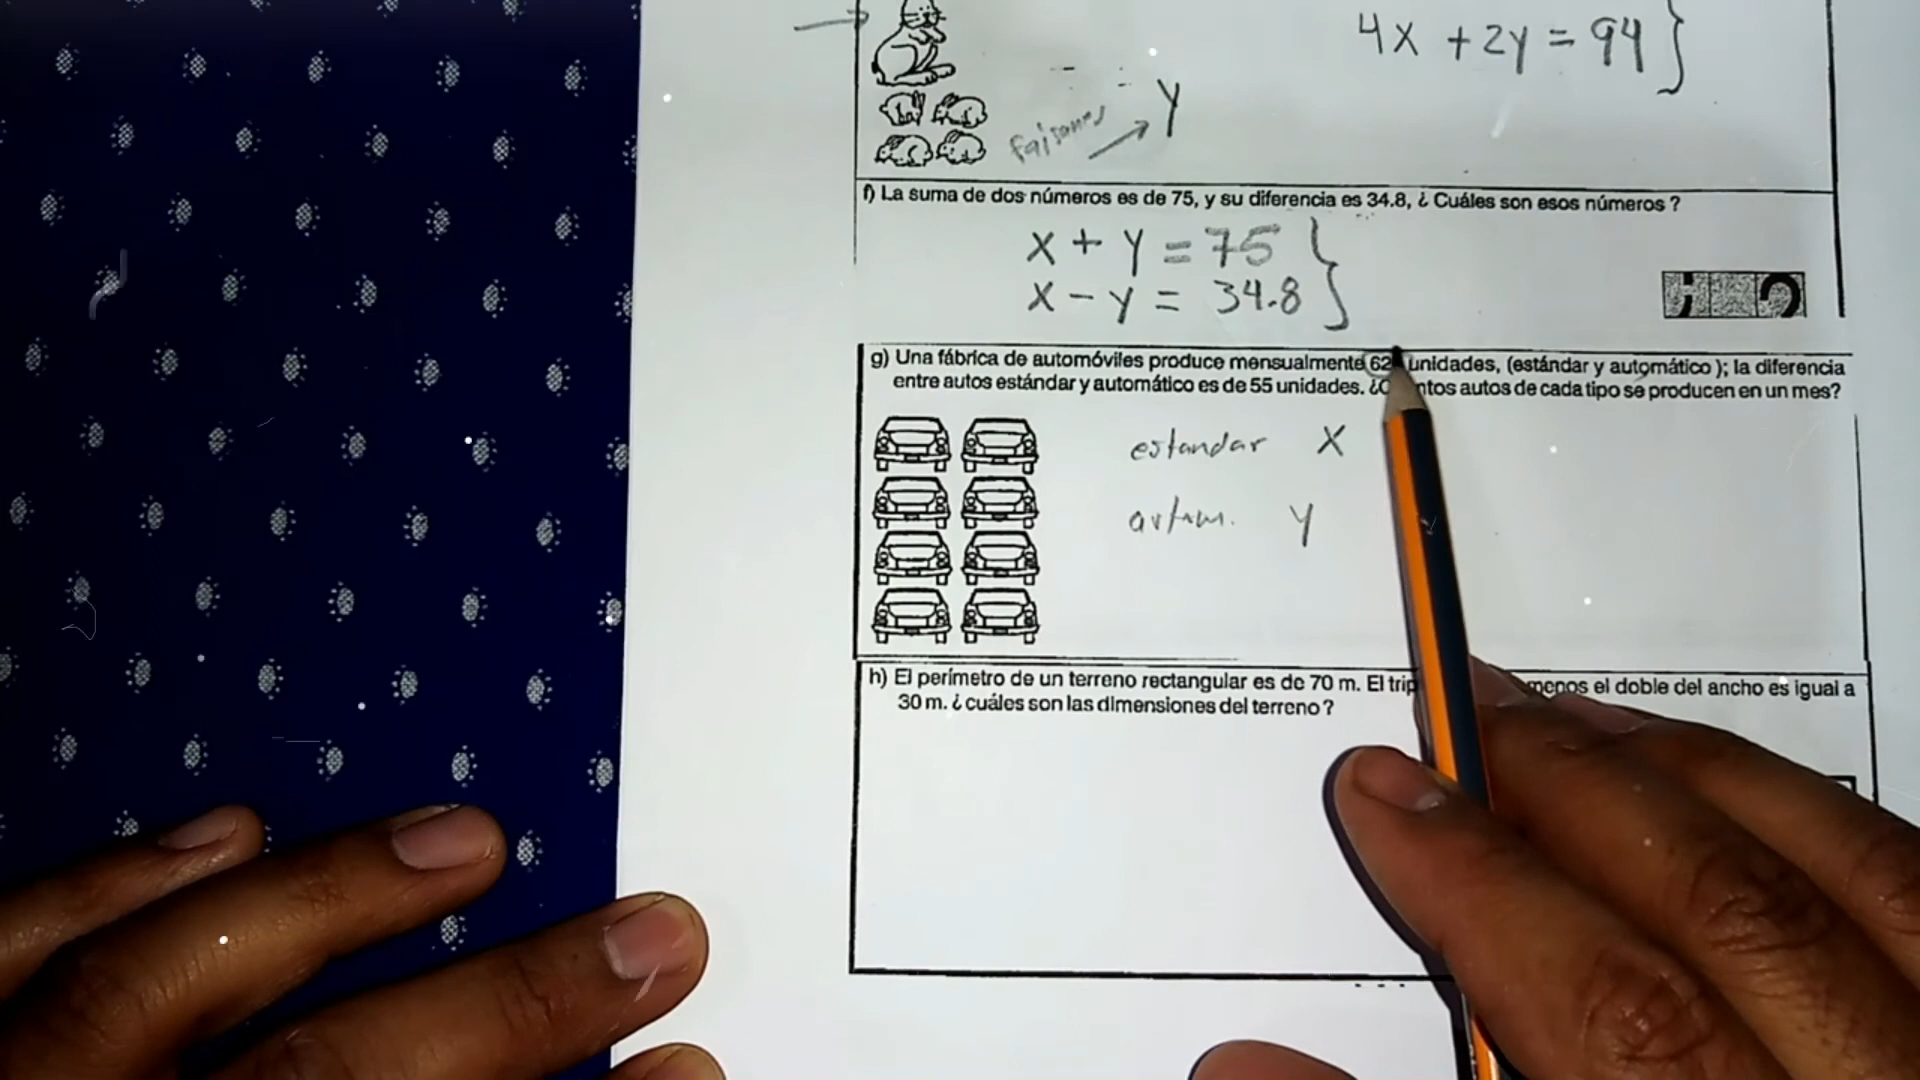 4x + 2y = 94 }
y
faisanes
f) La suma de dos números es de 75, y su diferencia es 34.8, ¿ Cuáles son esos números ?
x + y = 75 }
x - y = 34.8
g) Una fábrica de automóviles produce mensualmente 62 unidades, (estándar y automático ); la diferencia
entre autos estándar y automático es de 55 unidades. ntos autos de cada tipo se producen en un mes?
estandar x
autom. y
h) El perímetro de un terreno rectangular es de 70 m. El trip menos el doble del ancho es igual a
30 m. ¿ cuáles son las dimensiones del terreno ?